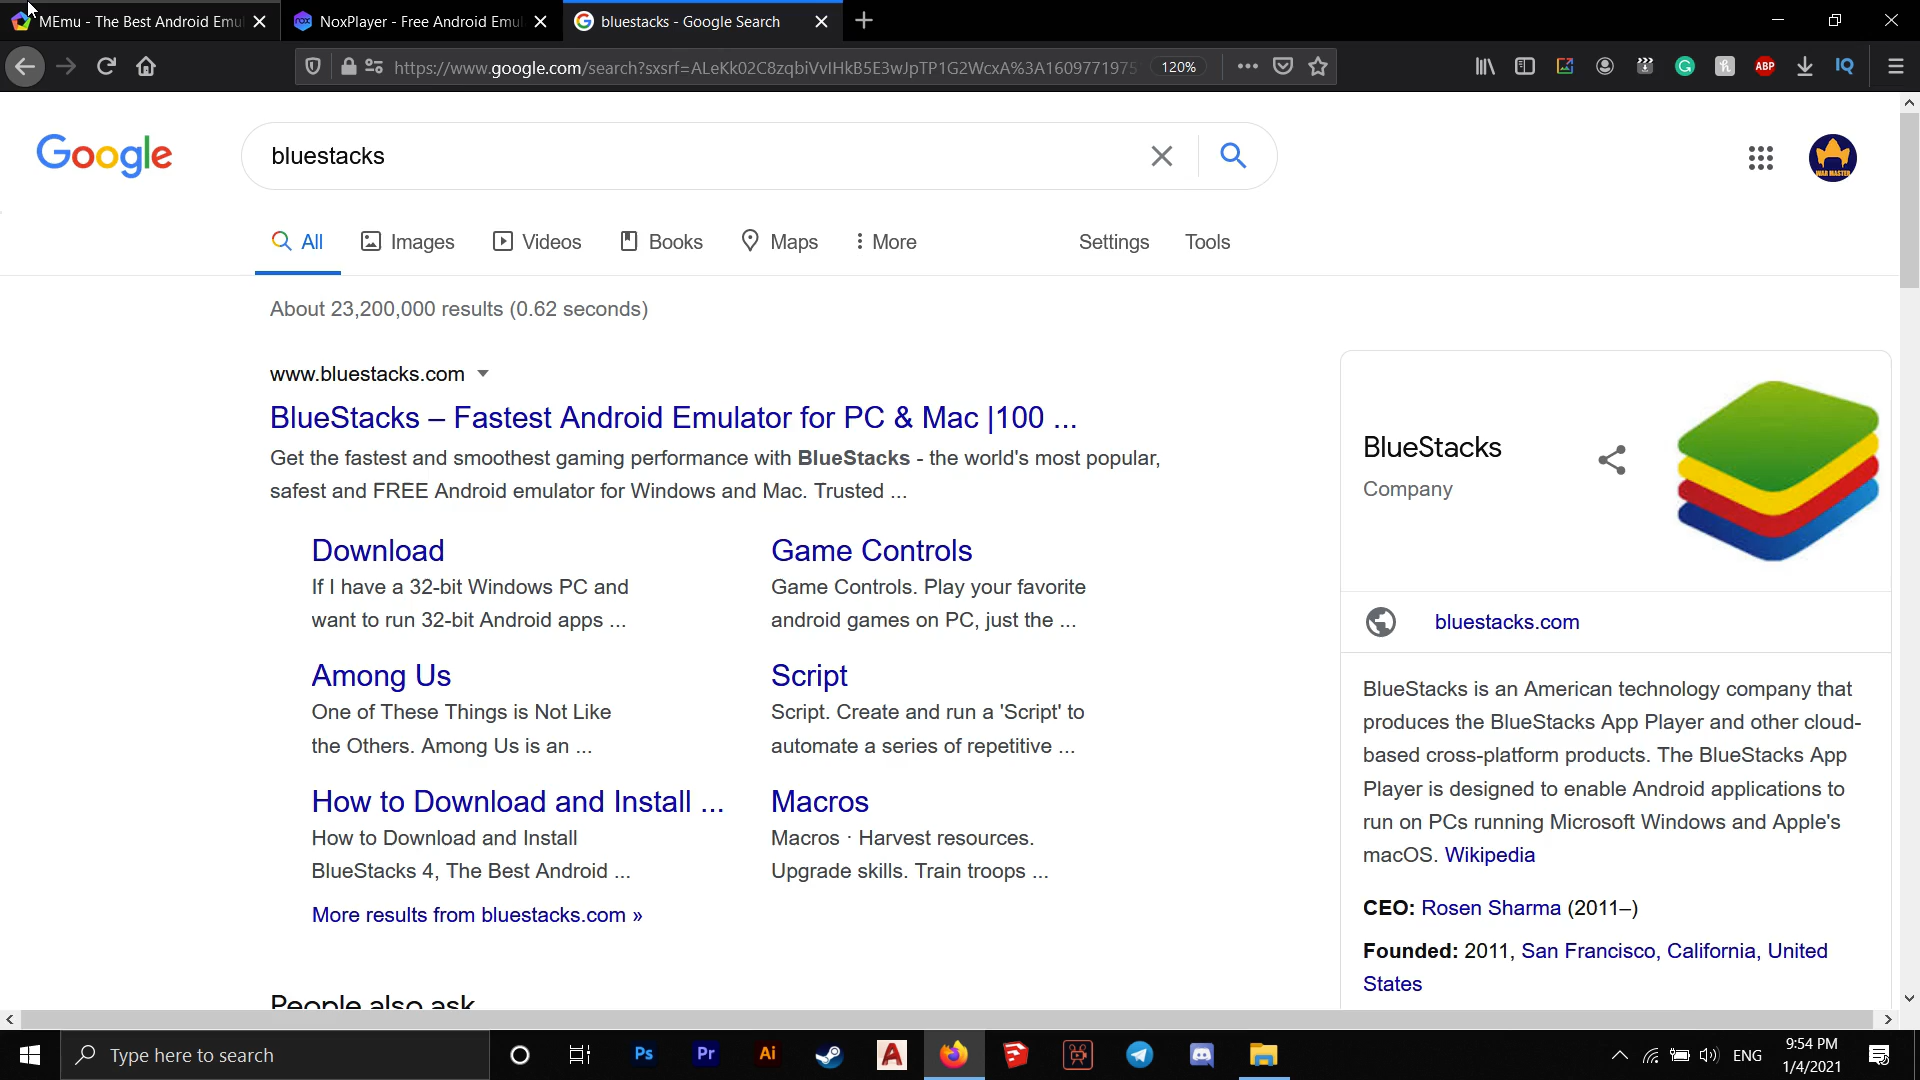 MEmu - The Best Android Emul
NoxPlayer - Free Android Emul
bluestacks - Google Search
https://www.google.com/search?sxsrf=ALeKk02C8zqbiVvIHkB5E3wJpTP1G2WcxA%3A1609771975
120%
ABP
Google
bluestacks
WAR MASTER
All
Images
Videos
Books
Maps
More
Settings
Tools
About 23,200,000 results (0.62 seconds)
www.bluestacks.com
BlueStacks – Fastest Android Emulator for PC & Mac |100 ...
Get the fastest and smoothest gaming performance with BlueStacks - the world's most popular,
safest and FREE Android emulator for Windows and Mac. Trusted ...
Download
If I have a 32-bit Windows PC and
want to run 32-bit Android apps ...
Game Controls
Game Controls. Play your favorite
android games on PC, just the ...
Among Us
One of These Things is Not Like
the Others. Among Us is an ...
Script
Script. Create and run a 'Script' to
automate a series of repetitive ...
How to Download and Install ...
How to Download and Install
BlueStacks 4, The Best Android ...
Macros
Macros · Harvest resources.
Upgrade skills. Train troops ...
More results from bluestacks.com »
People also ask
BlueStacks
Company
bluestacks.com
BlueStacks is an American technology company that
produces the BlueStacks App Player and other cloud-
based cross-platform products. The BlueStacks App
Player is designed to enable Android applications to
run on PCs running Microsoft Windows and Apple's
macOS. Wikipedia
CEO: Rosen Sharma (2011–)
Founded: 2011, San Francisco, California, United
States
Type here to search
Ps
Pr
Ai
ENG
9:54 PM
1/4/2021